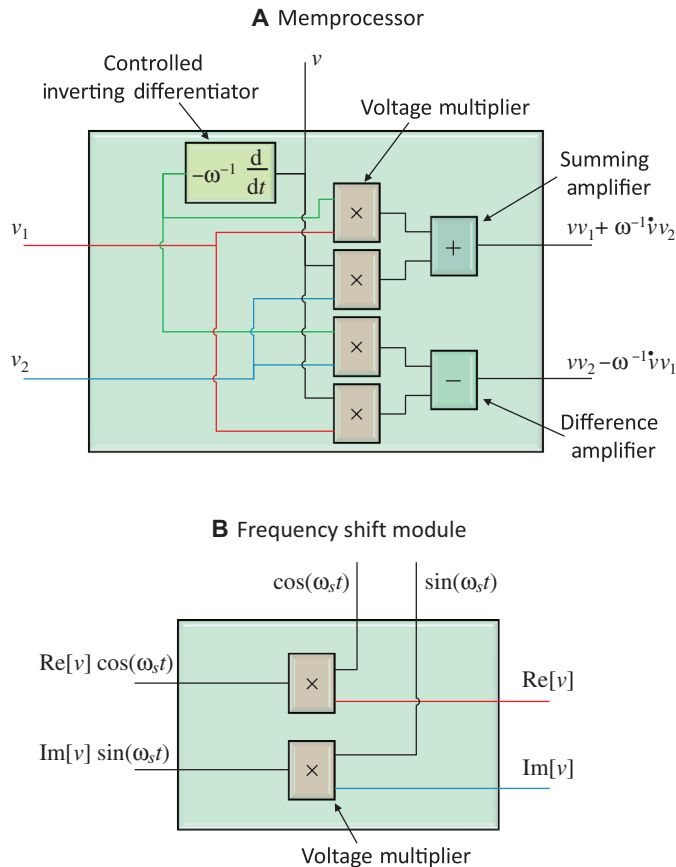 A Memprocessor
Controlled
inverting differentiator
v
Voltage multiplier
−ω⁻¹ d/dt
Summing
amplifier
×
v₁
+
vv₁+ ω⁻¹v̇v₂
×
×
v₂
−
vv₂−ω⁻¹v̇v₁
×
Difference
amplifier
B Frequency shift module
cos(ωₛt)
sin(ωₛt)
Re[v] cos(ωₛt)
×
Re[v]
Im[v] sin(ωₛt)
×
Im[v]
Voltage multiplier